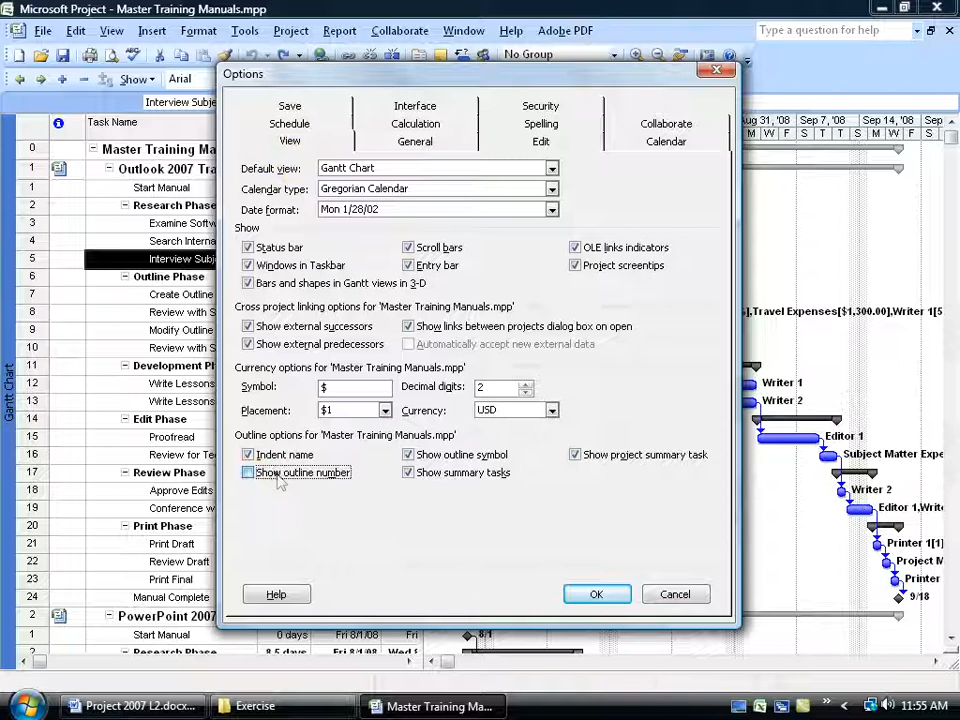 Microsoft Project - Master Training Manuals.mpp
File Edit View Insert Format Tools Project Report Collaborate Window Help Adobe PDF Type a question for help
No Group
Show Arial
Interview Subje
Options
Save Interface Security
Schedule Calculation Spelling Collaborate
View General Edit Calendar
Default view: Gantt Chart
Calendar type: Gregorian Calendar
Date format: Mon 1/28/02
Show
Status bar Scroll bars OLE links indicators
Windows in Taskbar Entry bar Project screentips
Bars and shapes in Gantt views in 3-D
Cross project linking options for 'Master Training Manuals.mpp'
Show external successors Show links between projects dialog box on open
Show external predecessors Automatically accept new external data
Currency options for 'Master Training Manuals.mpp'
Symbol: $ Decimal digits: 2
Placement: $1 Currency: USD
Outline options for 'Master Training Manuals.mpp'
Indent name Show outline symbol Show project summary task
Show outline number Show summary tasks
Help OK Cancel
Task Name
0 Master Training Ma
1 Outlook 2007 Tra
1 Start Manual
2 Research Phase
3 Examine Softw
4 Search Interna
5 Interview Subj
6 Outline Phase
7 Create Outline
8 Review with S
9 Modify Outline
10 Review with S
11 Development P
12 Write Lessons
13 Write Lessons
14 Edit Phase
15 Proofread
16 Review for Te
17 Review Phase
18 Approve Edits
19 Conference w
20 Print Phase
21 Print Draft
22 Review Draft
23 Print Final
24 Manual Complete
2 PowerPoint 2007
1 Start Manual 0 days Fri 8/1/08 Fri 8/1/08
2 Research Phase 8.5 days Fri 8/1/08 Wed
Gantt Chart
Aug 31, '08 Sep 7, '08 Sep 14, '08 Sep
M W F S T T S M W F S
],Travel Expenses[$1,300.00],Writer 1[5
Writer 1
Writer 2
Editor 1
Subject Matter Expe
Writer 2
Editor 1,Write
Printer 1[1]
Project M
Printer
9/18
8/1
Project 2007 L2.docx... Exercise Master Training Ma... 11:55 AM